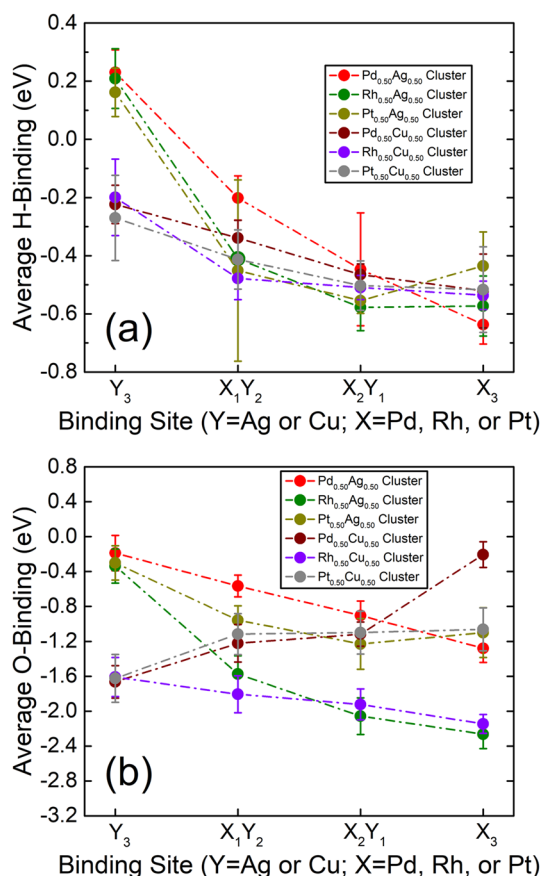 Average H-Binding (eV)
0.4
0.2
0.0
-0.2
-0.4
-0.6
-0.8
Pd0.50Ag0.50 Cluster
Rh0.50Ag0.50 Cluster
Pt0.50Ag0.50 Cluster
Pd0.50Cu0.50 Cluster
Rh0.50Cu0.50 Cluster
Pt0.50Cu0.50 Cluster
(a)
Y3 X1Y2 X2Y1 X3
Binding Site (Y=Ag or Cu; X=Pd, Rh, or Pt)
Average O-Binding (eV)
0.8
0.4
0.0
-0.4
-0.8
-1.2
-1.6
-2.0
-2.4
-2.8
-3.2
Pd0.50Ag0.50 Cluster
Rh0.50Ag0.50 Cluster
Pt0.50Ag0.50 Cluster
Pd0.50Cu0.50 Cluster
Rh0.50Cu0.50 Cluster
Pt0.50Cu0.50 Cluster
(b)
Y3 X1Y2 X2Y1 X3
Binding Site (Y=Ag or Cu; X=Pd, Rh, or Pt)